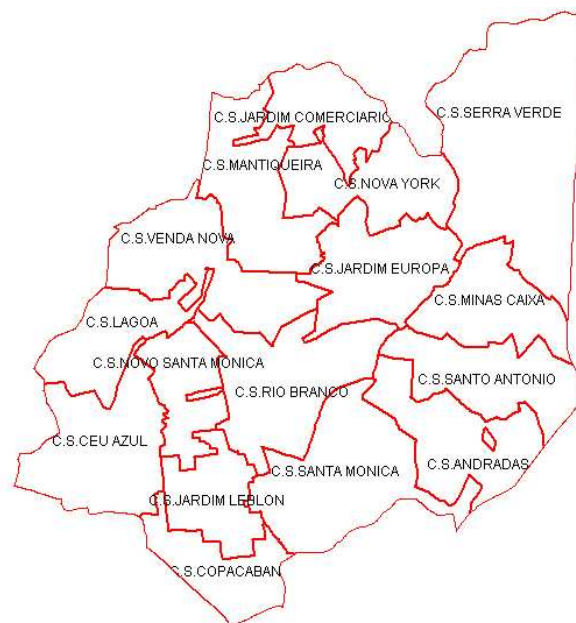 C.S.SERRA VERDE
C.S.JARDIM COMERCIARIO
C.S.MANTIQUEIRA
C.S.NOVA YORK
C.S.VENDA NOVA
C.S.JARDIM EUROPA
C.S.MINAS CAIXA
C.S.LAGOA
C.S.NOVO SANTA MONICA
C.S.SANTO ANTONIO
C.S.RIO BRANCO
C.S.CEU AZUL
C.S.ANDRADAS
C.S.SANTA MONICA
C.S.JARDIM LEBLON
C.S.COPACABAN